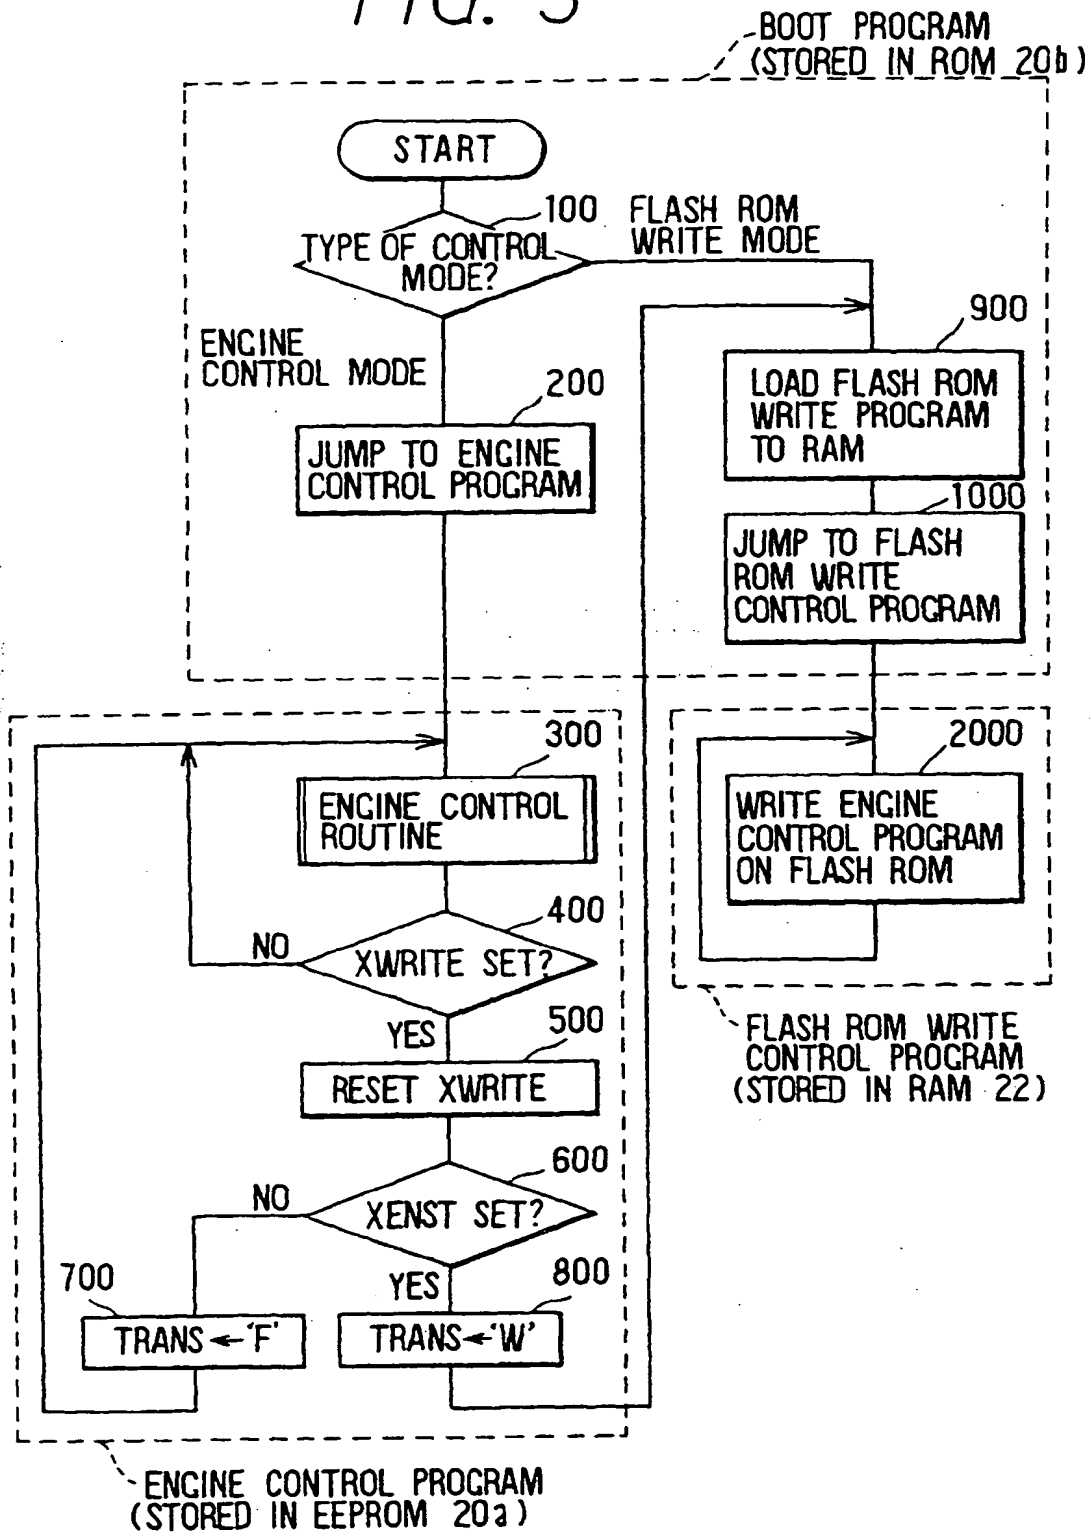 FIG. 3
BOOT PROGRAM
(STORED IN ROM 20b)
START
100
FLASH ROM
WRITE MODE
TYPE OF CONTROL
MODE?
900
ENGINE
CONTROL MODE
LOAD FLASH ROM
WRITE PROGRAM
TO RAM
200
JUMP TO ENGINE
CONTROL PROGRAM
1000
JUMP TO FLASH
ROM WRITE
CONTROL PROGRAM
300
2000
ENGINE CONTROL
ROUTINE
WRITE ENGINE
CONTROL PROGRAM
ON FLASH ROM
400
NO
XWRITE SET?
YES
500
FLASH ROM WRITE
CONTROL PROGRAM
(STORED IN RAM 22)
RESET XWRITE
600
NO
XENST SET?
YES
700
800
TRANS←'F'
TRANS←'W'
ENGINE CONTROL PROGRAM
(STORED IN EEPROM 20a)